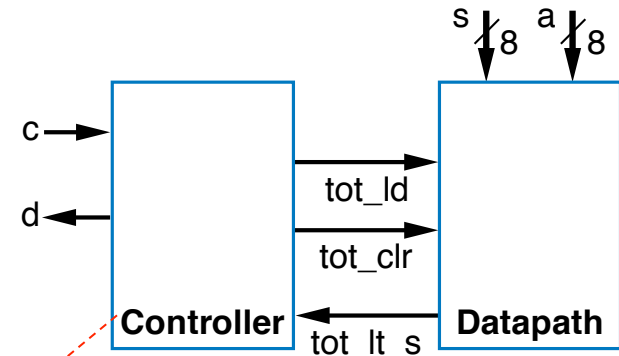 s 8 a 8
c
tot_ld
d
tot_clr
Controller
tot_lt_s
Datapath